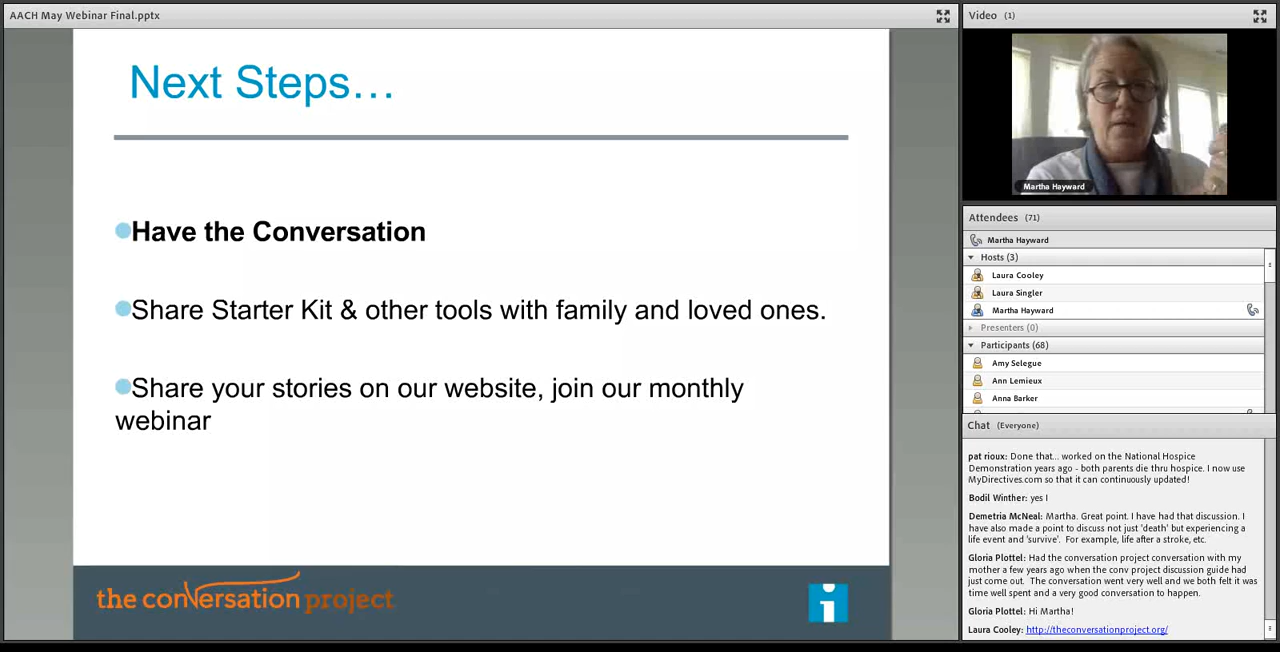 AACH May Webinar Final.pptx
Next Steps…
Have the Conversation
Share Starter Kit & other tools with family and loved ones.
Share your stories on our website, join our monthly
webinar
the conversation project
i
Video (1)
Martha Hayward
Attendees (71)
Martha Hayward
Hosts (3)
Laura Cooley
Laura Singler
Martha Hayward
Presenters (0)
Participants (68)
Amy Selegue
Ann Lemieux
Anna Barker
Chat (Everyone)
pat rioux: Done that... worked on the National Hospice
Demonstration years ago - both parents die thru hospice. I now use
MyDirectives.com so that it can continuously updated!
Bodil Winther: yes I
Demetria McNeal: Martha. Great point. I have had that discussion. I
have also made a point to discuss not just 'death' but experiencing a
life event and 'survive'. For example, life after a stroke, etc.
Gloria Plottel: Had the conversation project conversation with my
mother a few years ago when the conv project discussion guide had
just come out. The conversation went very well and we both felt it was
time well spent and a very good conversation to happen.
Gloria Plottel: Hi Martha!
Laura Cooley: http://theconversationproject.org/